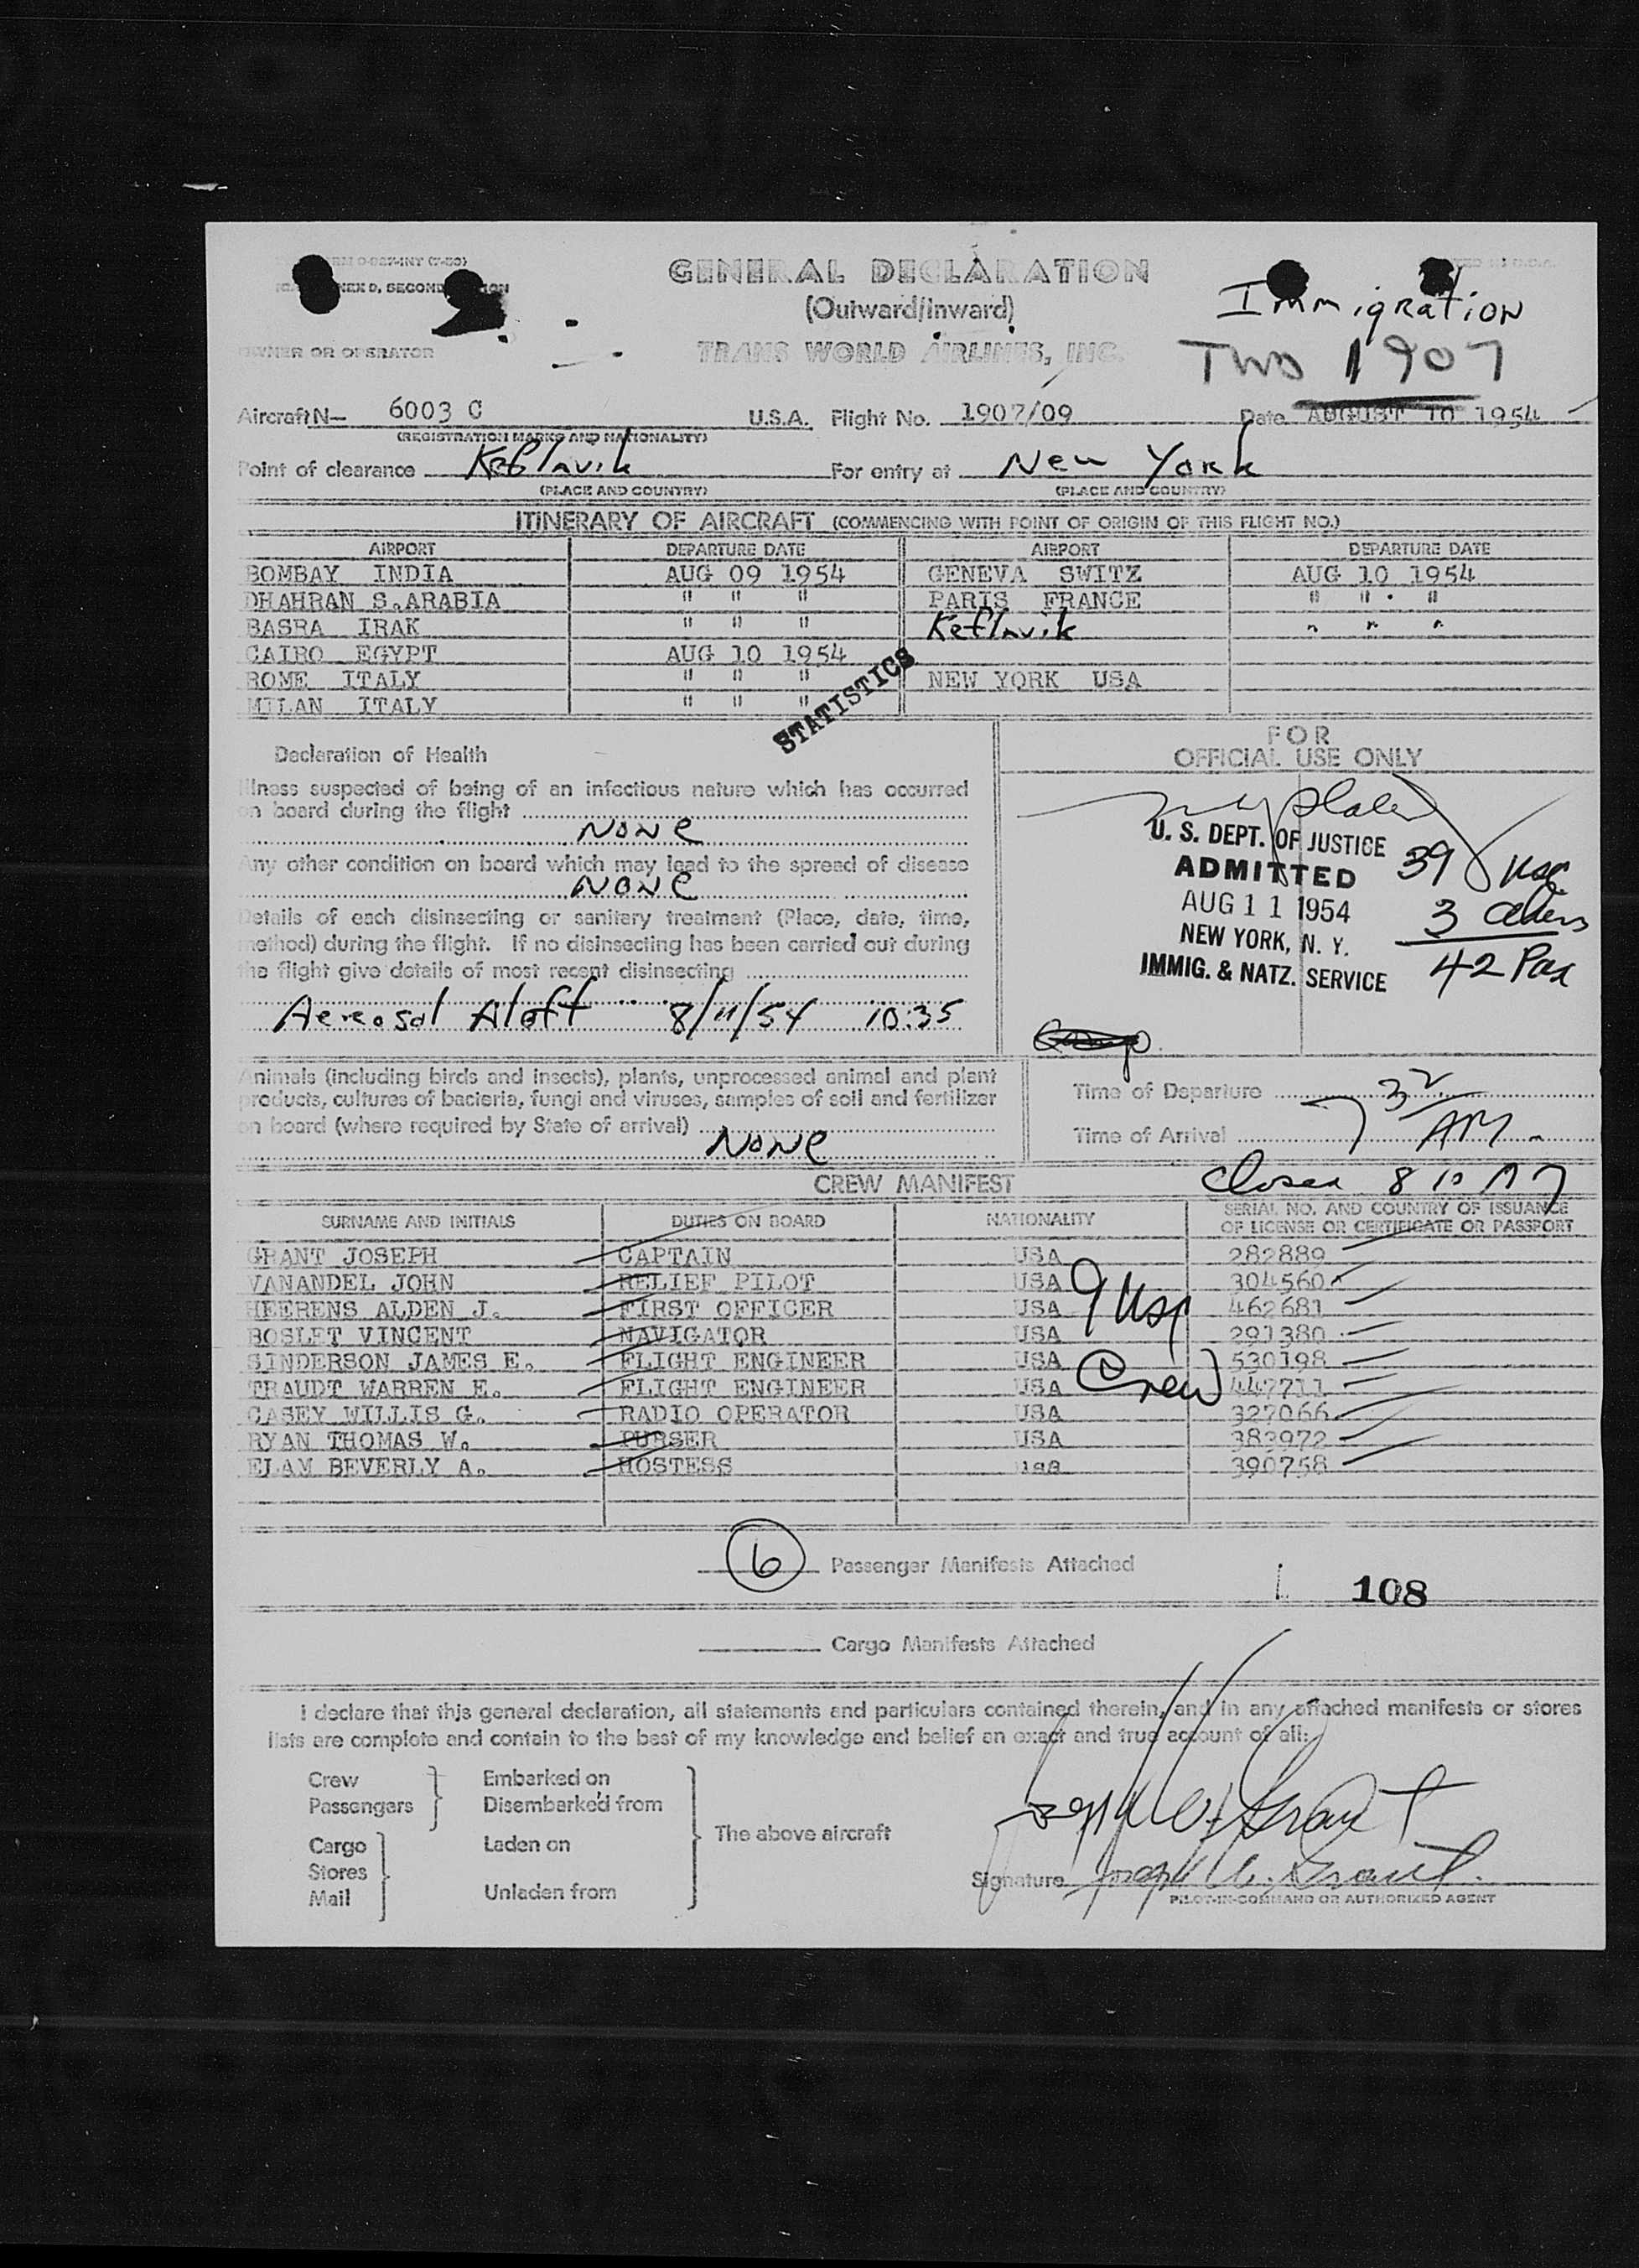 GENERAL DECLARATION
(Outward/Inward)
TRANS WORLD AIRLINES, INC.
Immigration
1907
OWNER OR OPERATOR
Aircraft N— 6003 C U.S.A. Flight No. 1907/09 Date AUGUST 10 1954
(REGISTRATION MARKS AND NATIONALITY)
Point of clearance Keflavik For entry at New York
(PLACE AND COUNTRY) (PLACE AND COUNTRY)
ITINERARY OF AIRCRAFT (COMMENCING WITH POINT OF ORIGIN OF THIS FLIGHT NO.)
AIRPORT DEPARTURE DATE AIRPORT DEPARTURE DATE
BOMBAY INDIA AUG 09 1954 GENEVA SWITZ AUG 10 1954
DHAHRAN S.ARABIA " " " PARIS FRANCE " " "
BASRA IRAK " " " Keflavik " " "
CAIRO EGYPT AUG 10 1954
ROME ITALY " " " NEW YORK USA
MILAN ITALY " " "
STATISTICS
Declaration of Health
Illness suspected of being of an infectious nature which has occurred
on board during the flight
None
Any other condition on board which may lead to the spread of disease
None
Details of each disinsecting or sanitary treatment (Place, date, time,
method) during the flight. If no disinsecting has been carried out during
the flight give details of most recent disinsecting
Aereosol Aloft 8/11/54 10:35
FOR
OFFICIAL USE ONLY
U. S. DEPT. OF JUSTICE
ADMITTED
AUG 11 1954
NEW YORK, N. Y.
IMMIG. & NATZ. SERVICE
39 usc
3 aliens
42 Pax
Animals (including birds and insects), plants, unprocessed animal and plant
products, cultures of bacteria, fungi and viruses, samples of soil and fertilizer
on board (where required by State of arrival)
None
Time of Departure
Time of Arrival 7 32 AM
Closed 8 10 AM
CREW MANIFEST
SURNAME AND INITIALS DUTIES ON BOARD NATIONALITY SERIAL NO. AND COUNTRY OF ISSUANCE
OF LICENSE OR CERTIFICATE OR PASSPORT
GRANT JOSEPH CAPTAIN USA 282889
VANANDEL JOHN RELIEF PILOT USA 304560
HEERENS ALDEN J. FIRST OFFICER USA 462681
BOSLET VINCENT NAVIGATOR USA 291380
SINDERSON JAMES E. FLIGHT ENGINEER USA 530198
TRAUDT WARREN E. FLIGHT ENGINEER USA 447711
CASEY WILLIS G. RADIO OPERATOR USA 327066
RYAN THOMAS W. PURSER USA 383972
ELAM BEVERLY A. HOSTESS USA 390758
9 usc
Crew
6 Passenger Manifests Attached
108
Cargo Manifests Attached
I declare that this general declaration, all statements and particulars contained therein, and in any attached manifests or stores
lists are complete and contain to the best of my knowledge and belief an exact and true account of all:
Crew
Passengers
Embarked on
Disembarked from
Cargo
Stores
Mail
Laden on
Unladen from
The above aircraft
Joseph W. Grant
Signature
PILOT-IN-COMMAND OR AUTHORIZED AGENT